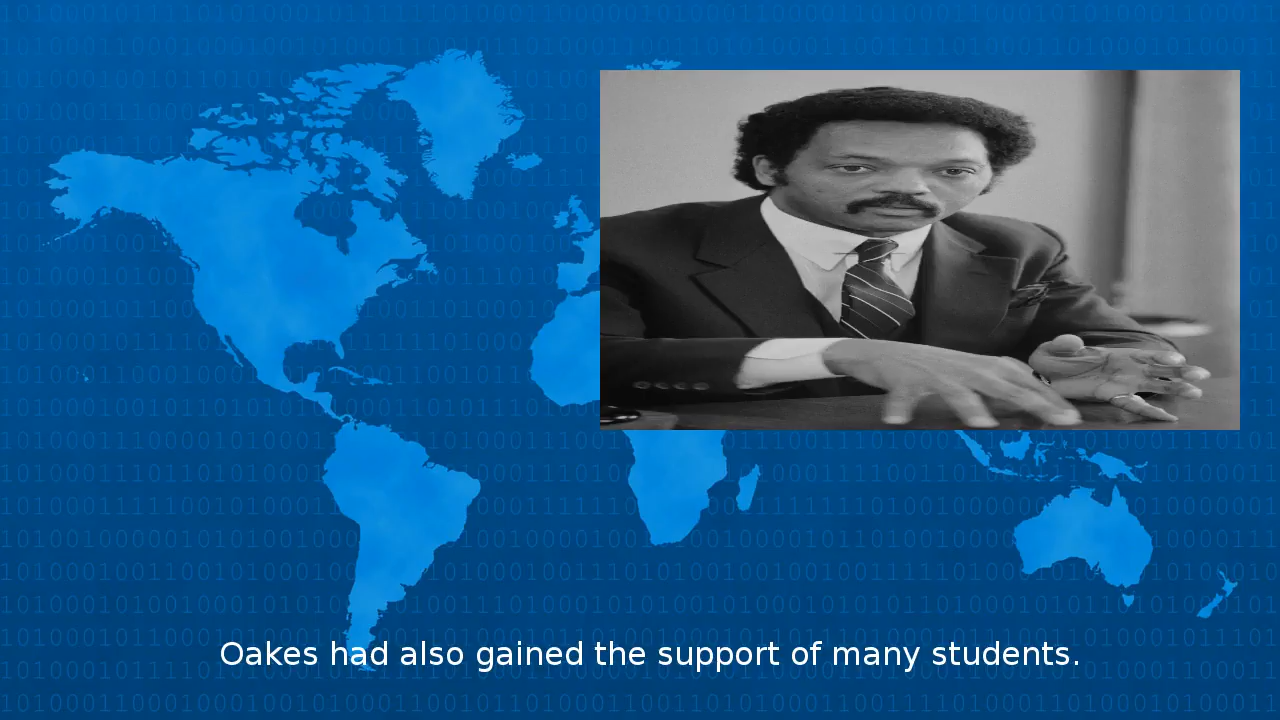 Oakes had also gained the support of many students.